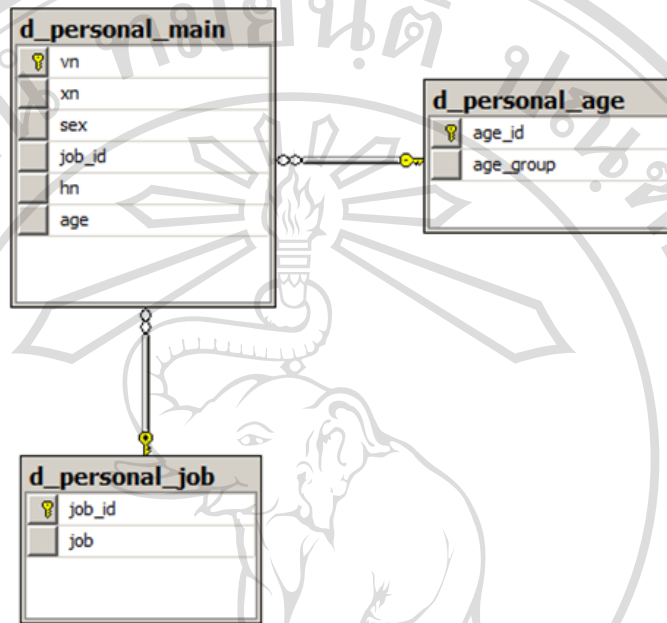 d_personal_main
vn
xn
sex
job_id
hn
age
d_personal_age
age_id
age_group
d_personal_job
job_id
job